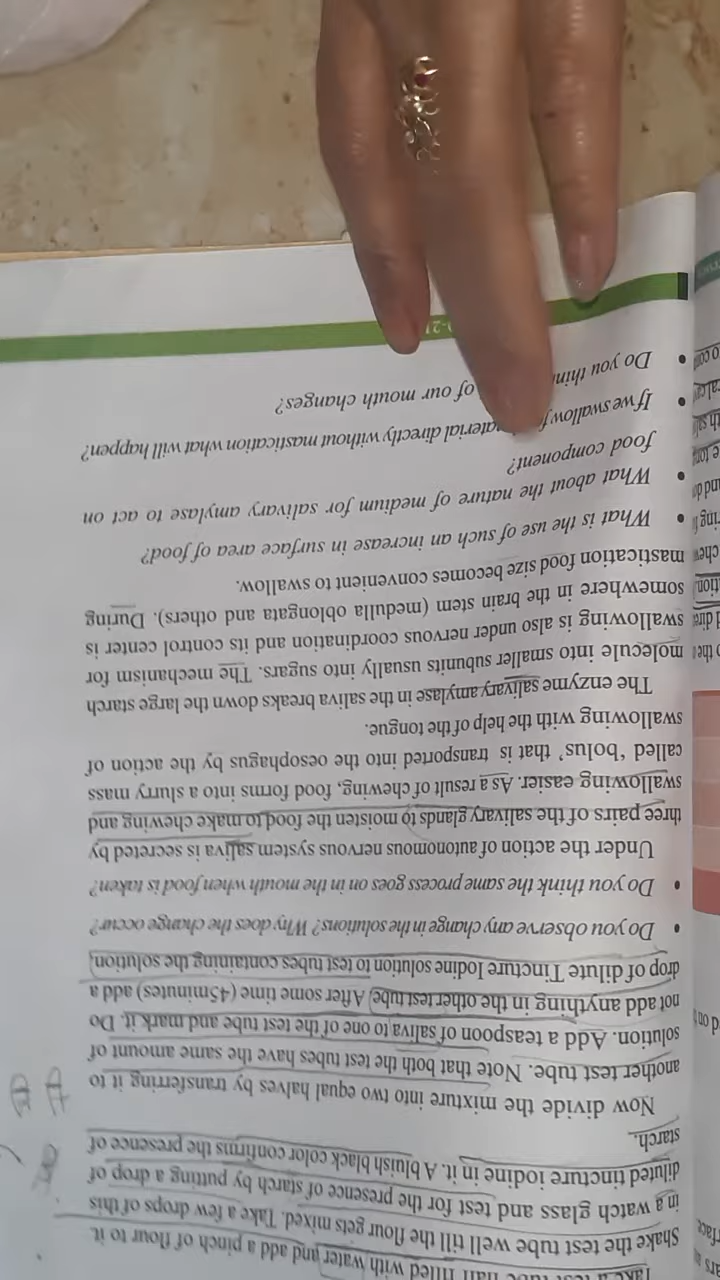 Take a test tube half filled with water and add a pinch of flour to it.
Shake the test tube well till the flour gets mixed. Take a few drops of this
in a watch glass and test for the presence of starch by putting a drop of
diluted tincture iodine in it. A bluish black color confirms the presence of
starch.
Now divide the mixture into two equal halves by transferring it to
another test tube. Note that both the test tubes have the same amount of
solution. Add a teaspoon of saliva to one of the test tube and mark it. Do
not add anything in the other test tube. After some time (45minutes) add a
drop of dilute Tincture Iodine solution to test tubes containing the solution.
• Do you observe any change in the solutions? Why does the change occur?
• Do you think the same process goes on in the mouth when food is taken?
Under the action of autonomous nervous system saliva is secreted by
three pairs of the salivary glands to moisten the food to make chewing and
swallowing easier. As a result of chewing, food forms into a slurry mass
called ‘bolus’ that is transported into the oesophagus by the action of
swallowing with the help of the tongue.
The enzyme salivary amylase in the saliva breaks down the large starch
molecule into smaller subunits usually into sugars. The mechanism for
swallowing is also under nervous coordination and its control center is
somewhere in the brain stem (medulla oblongata and others). During
mastication food size becomes convenient to swallow.
• What is the use of such an increase in surface area of food?
• What about the nature of medium for salivary amylase to act on
food component?
• If we swallow material directly without mastication what will happen?
• Do you think of our mouth changes?